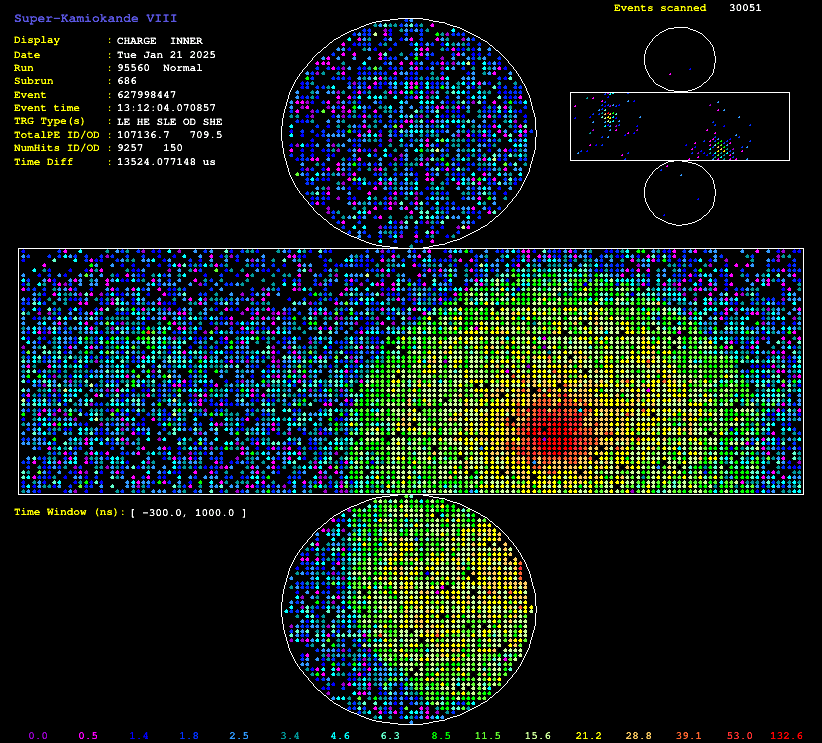 Super-Kamiokande VIII
Events scanned 30051
Display : CHARGE INNER
Date : Tue Jan 21 2025
Run : 95560 Normal
Subrun : 686
Event : 627998447
Event time : 13:12:04.070857
TRG Type(s) : LE HE SLE OD SHE
TotalPE ID/OD : 107136.7 709.5
NumHits ID/OD : 9257 150
Time Diff : 13524.077148 us
Time Window (ns): [ -300.0, 1000.0 ]
0.0 0.5 1.4 1.8 2.5 3.4 4.6 6.3 8.5 11.5 15.6 21.2 28.8 39.1 53.0 132.6